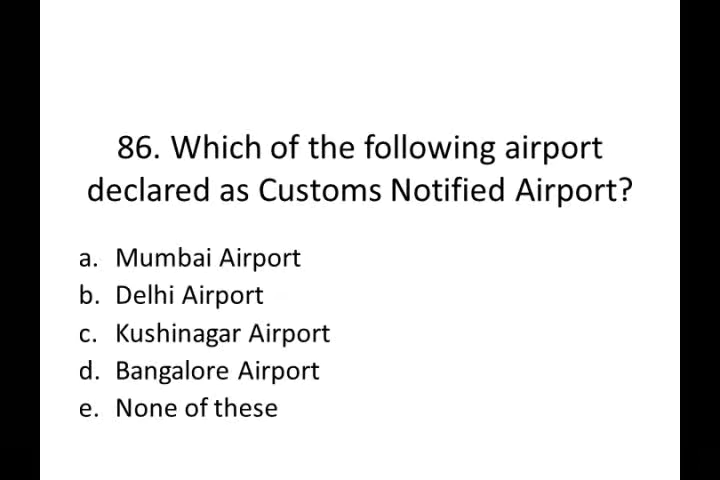 86. Which of the following airport
declared as Customs Notified Airport?
a. Mumbai Airport
b. Delhi Airport
c. Kushinagar Airport
d. Bangalore Airport
e. None of these